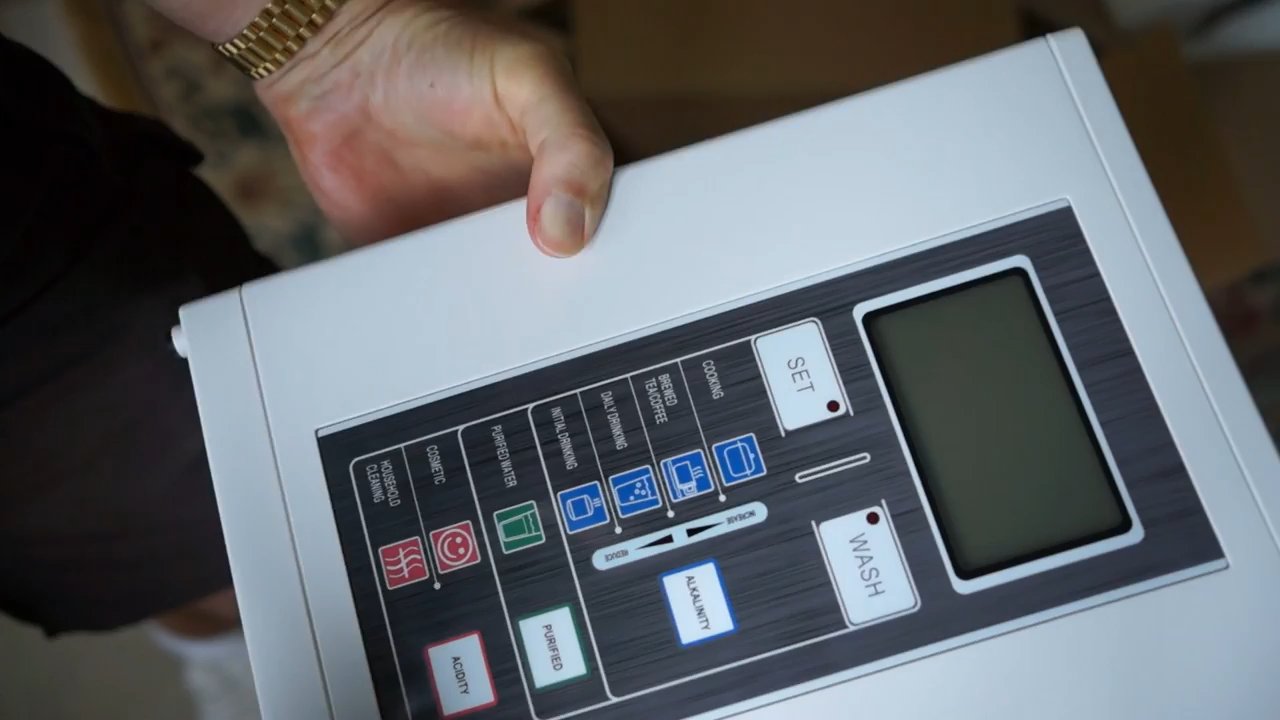 SET
WASH
COOKING
BREWED
TEA/COFFEE
DAILY DRINKING
INITIAL DRINKING
PURIFIED WATER
COSMETIC
HOUSEHOLD
CLEANING
INCREASE
REDUCE
ALKALINITY
PURIFIED
ACIDITY